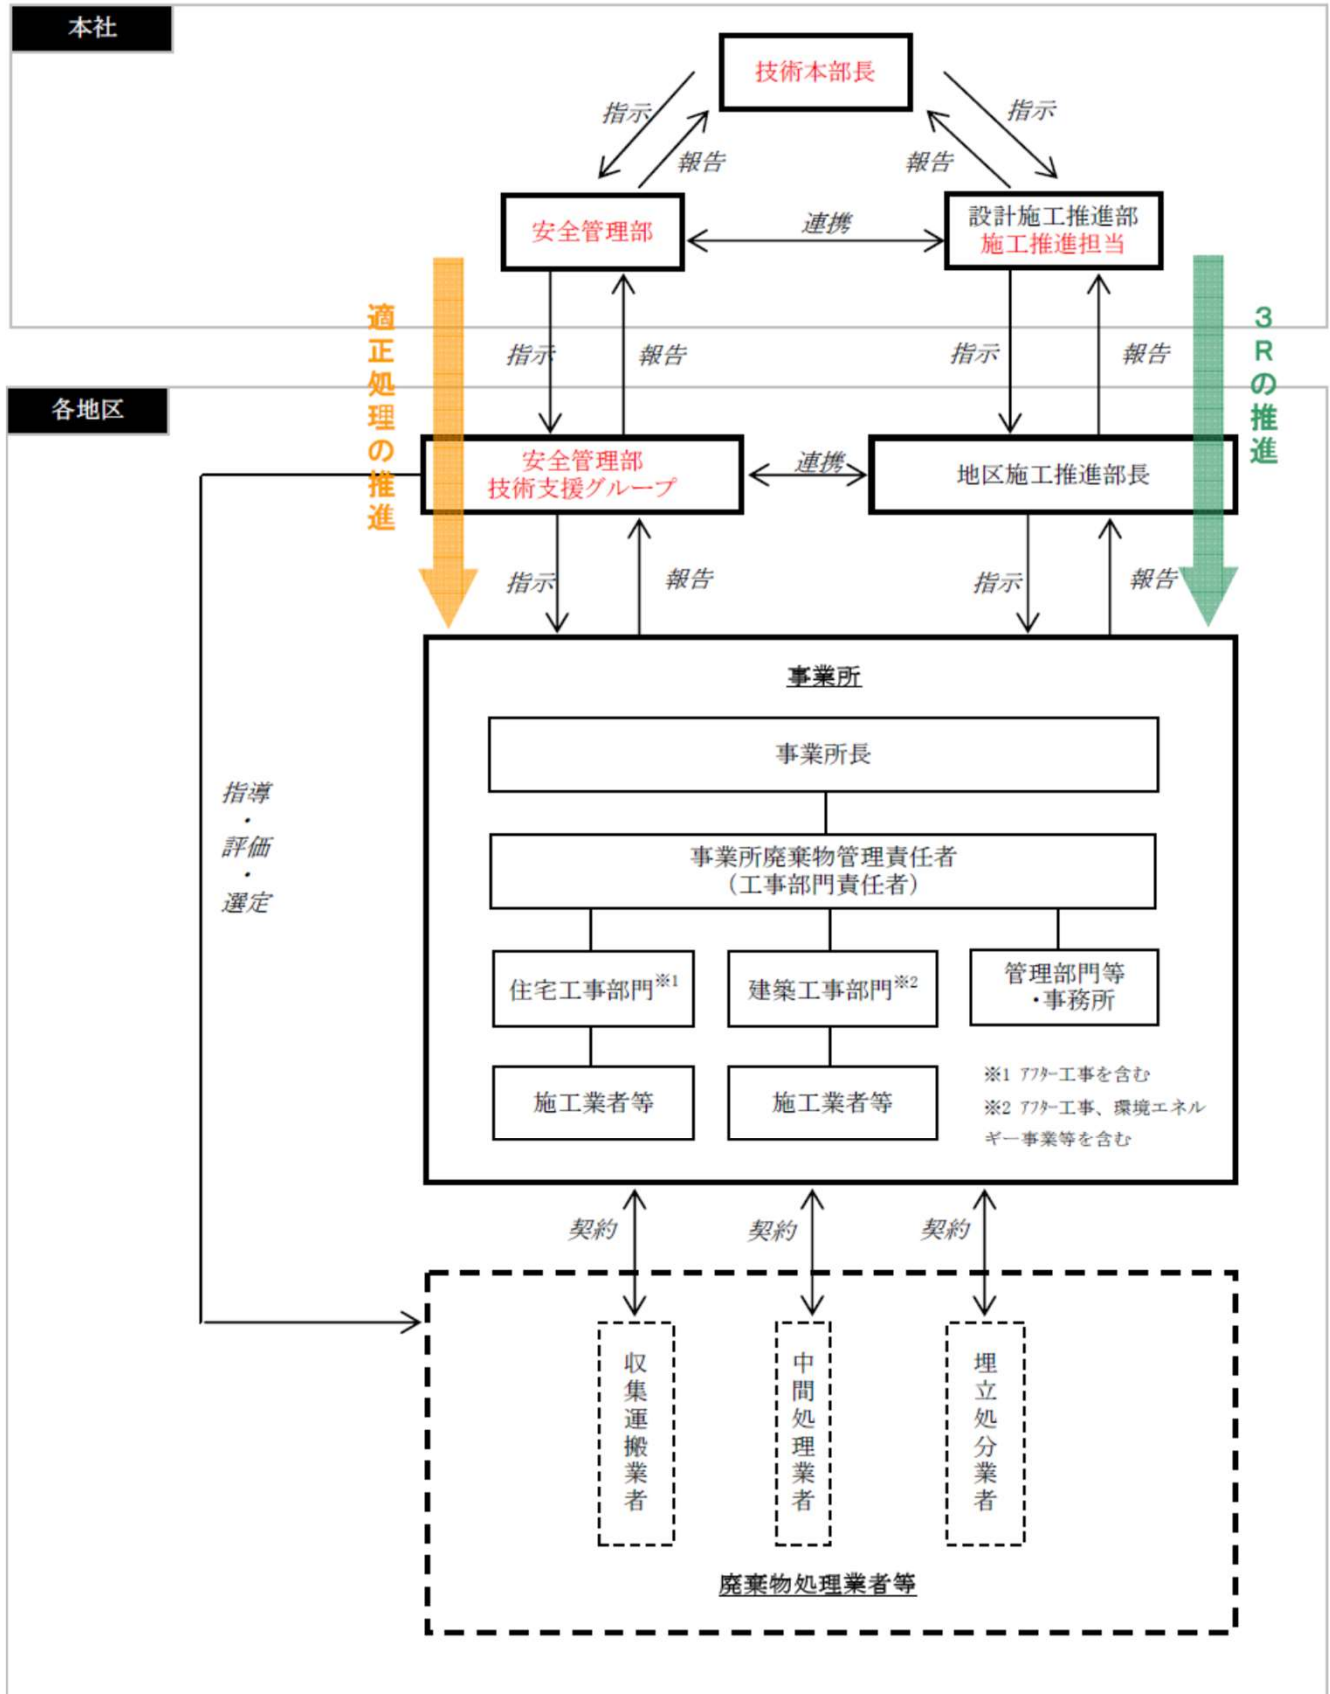 本社
技術本部長
指示
指示
報告
報告
安全管理部
連携
設計施工推進部
施工推進担当
適正処理の推進
3Rの推進
指示
報告
指示
報告
各地区
安全管理部
技術支援グループ
連携
地区施工推進部長
指示
報告
指示
報告
事業所
事業所長
指導
・
評価
・
選定
事業所廃棄物管理責任者
（工事部門責任者）
住宅工事部門※1
建築工事部門※2
管理部門等
・事務所
施工業者等
施工業者等
※1 ｱﾌﾀｰ工事を含む
※2 ｱﾌﾀｰ工事、環境エネル
ギー事業等を含む
契約
契約
契約
収集運搬業者
中間処理業者
埋立処分業者
廃棄物処理業者等